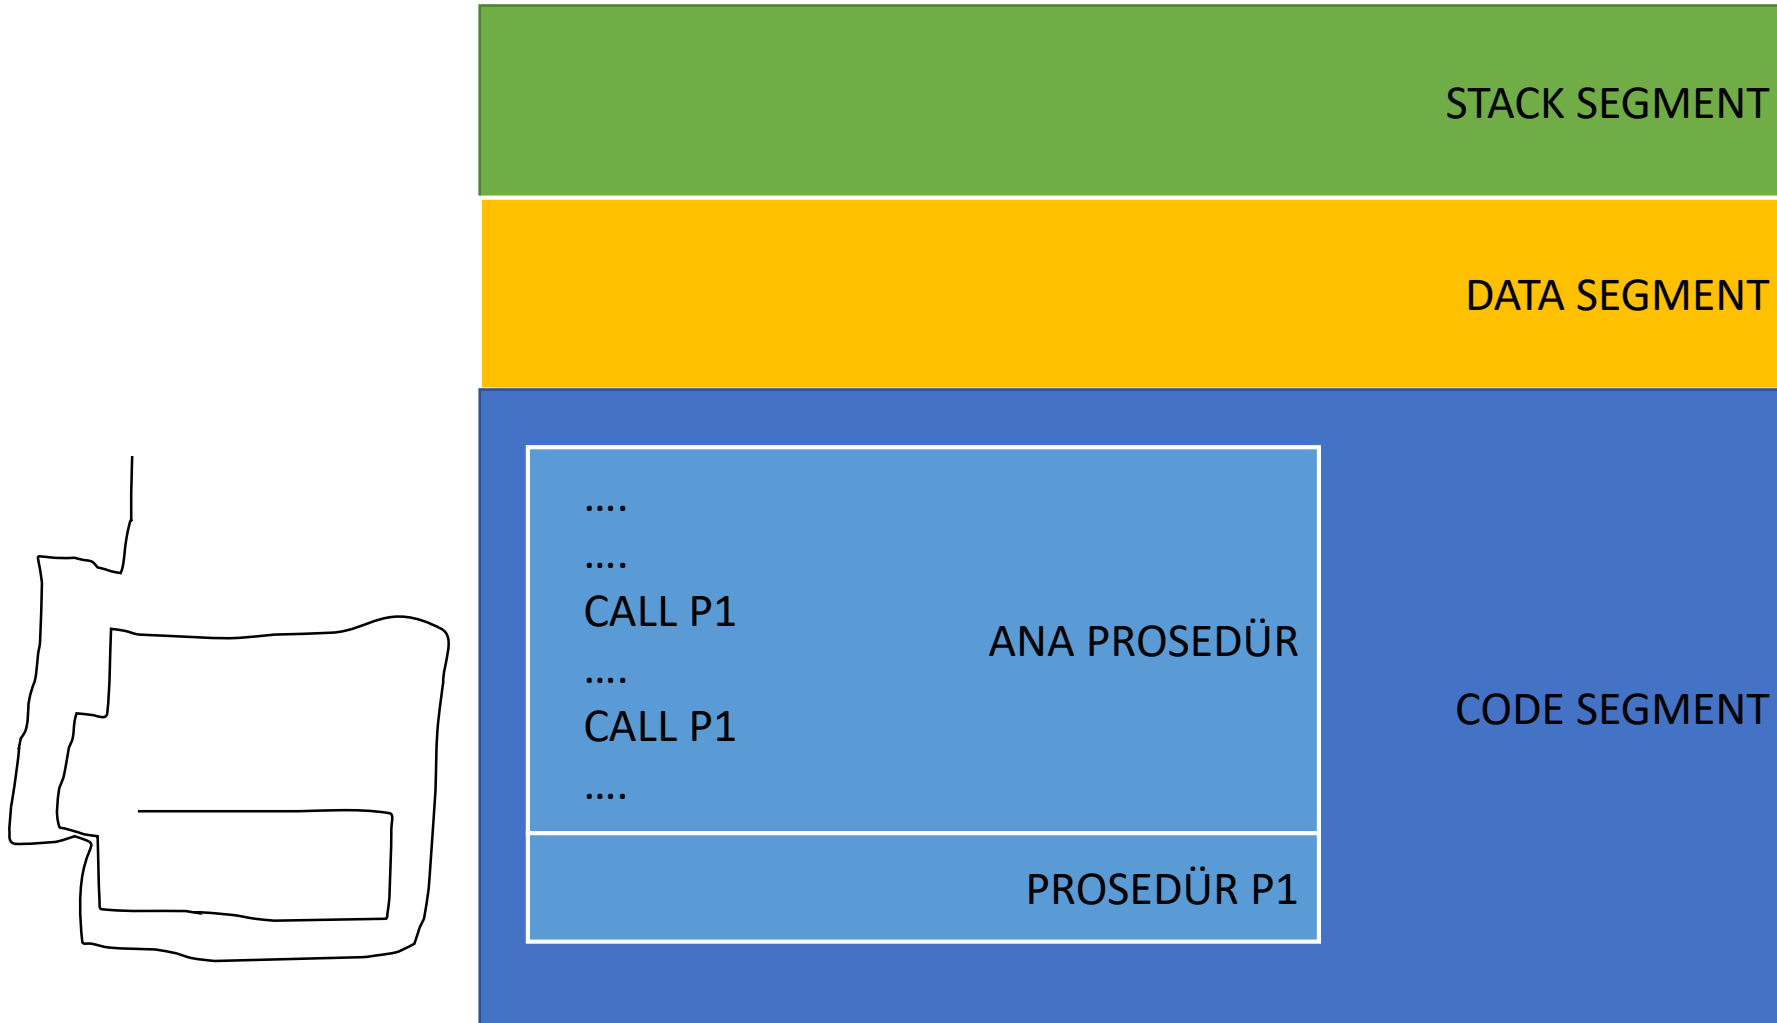 STACK SEGMENT
DATA SEGMENT
....
....
CALL P1
....
CALL P1
....
ANA PROSEDÜR
PROSEDÜR P1
CODE SEGMENT